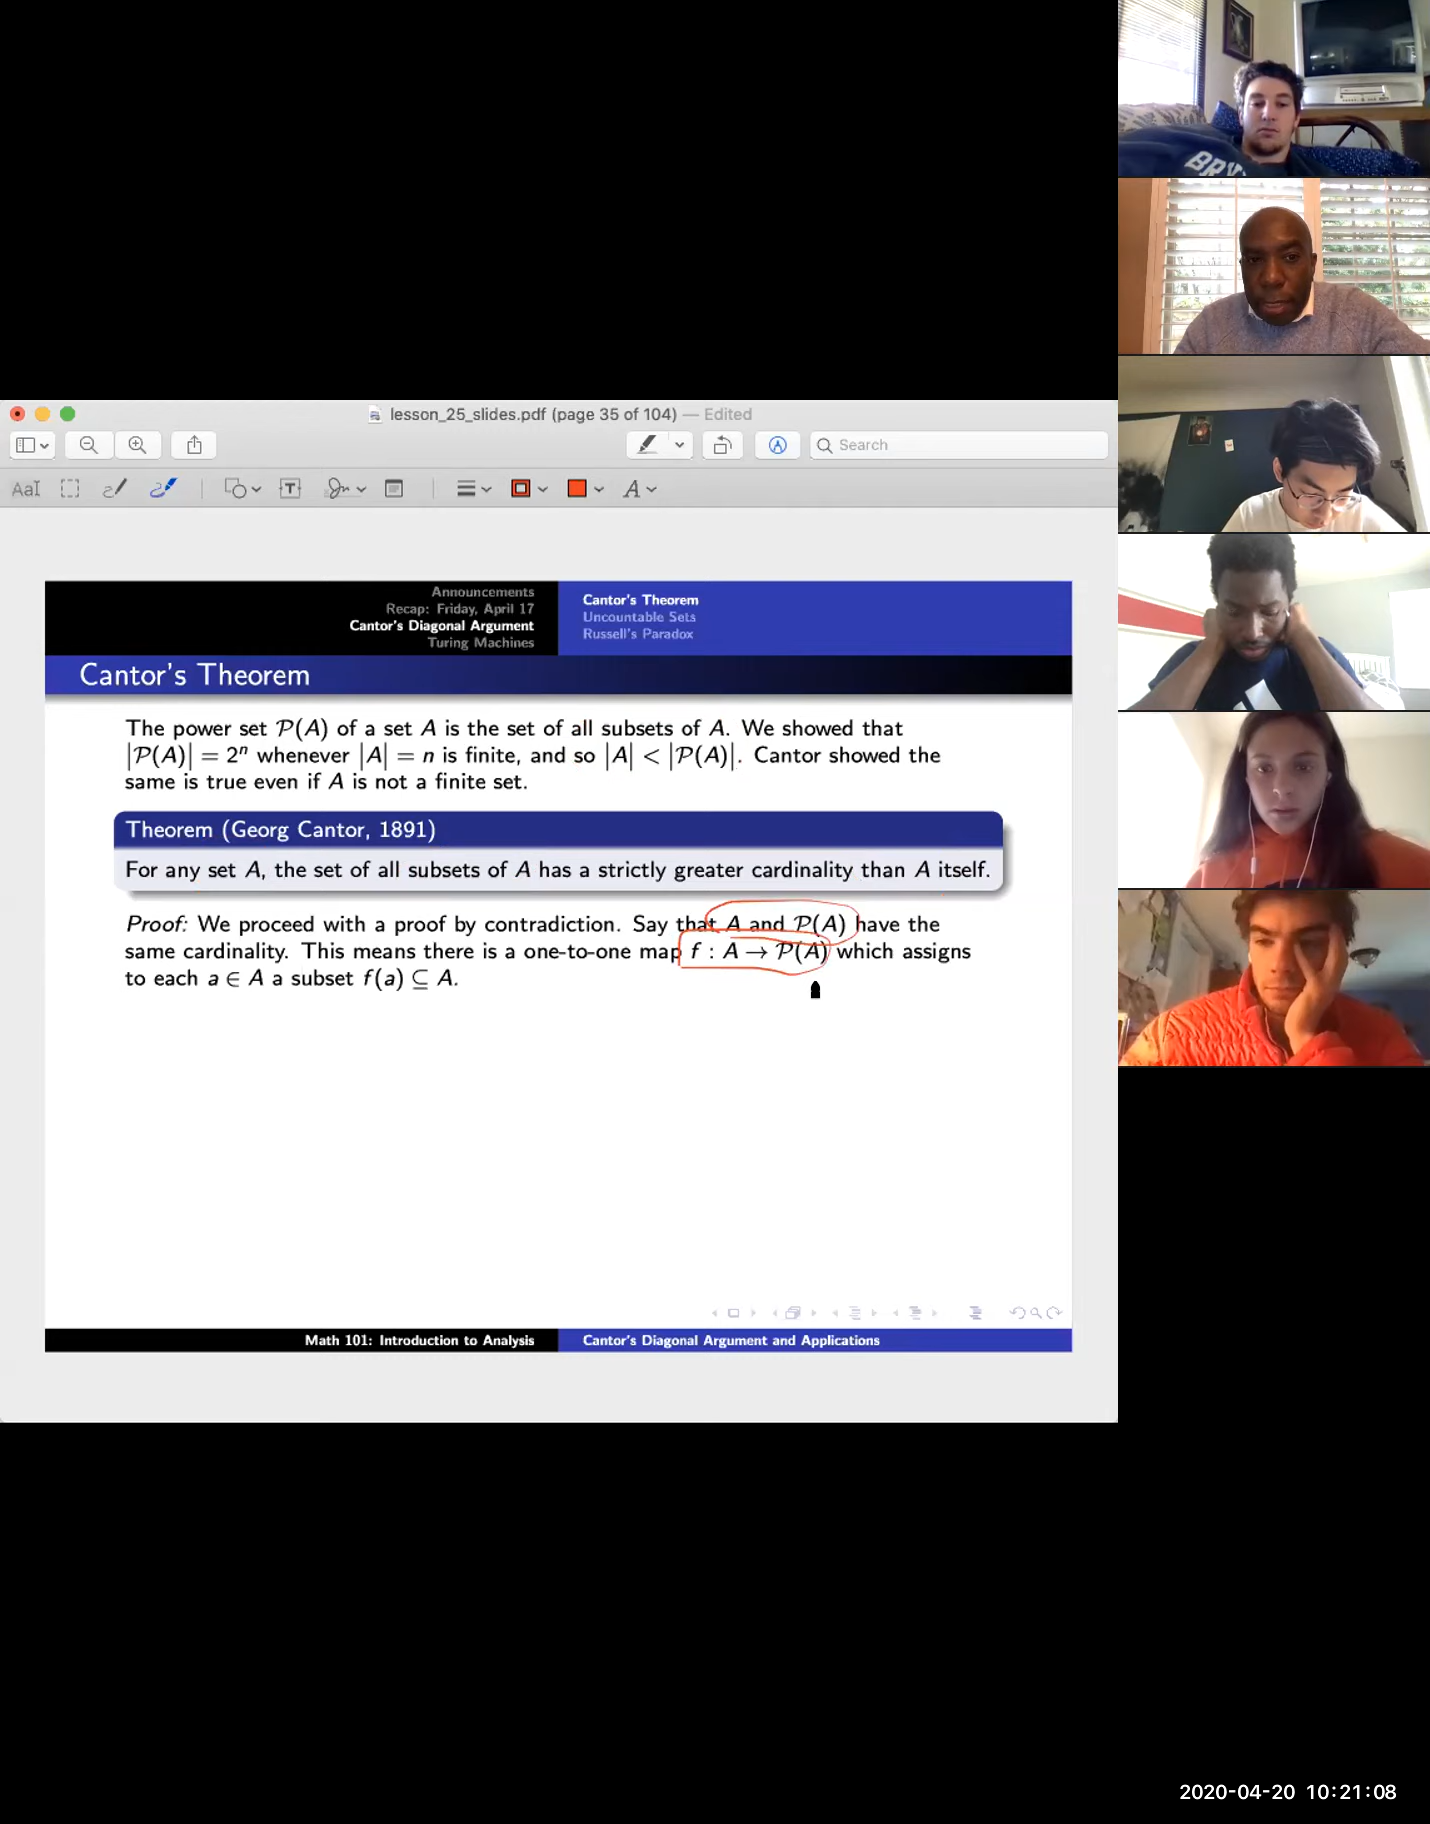 BRY
lesson_25_slides.pdf (page 35 of 104) — Edited
Search
AaI
T
A
Announcements
Recap: Friday, April 17
Cantor's Diagonal Argument
Turing Machines
Cantor's Theorem
Uncountable Sets
Russell's Paradox
Cantor's Theorem
The power set 𝒫(A) of a set A is the set of all subsets of A. We showed that
|𝒫(A)| = 2ⁿ whenever |A| = n is finite, and so |A| < |𝒫(A)|. Cantor showed the
same is true even if A is not a finite set.
Theorem (Georg Cantor, 1891)
For any set A, the set of all subsets of A has a strictly greater cardinality than A itself.
Proof: We proceed with a proof by contradiction. Say that A and 𝒫(A) have the
same cardinality. This means there is a one-to-one map f : A → 𝒫(A) which assigns
to each a ∈ A a subset f(a) ⊆ A.
Math 101: Introduction to Analysis
Cantor's Diagonal Argument and Applications
2020-04-20 10:21:08